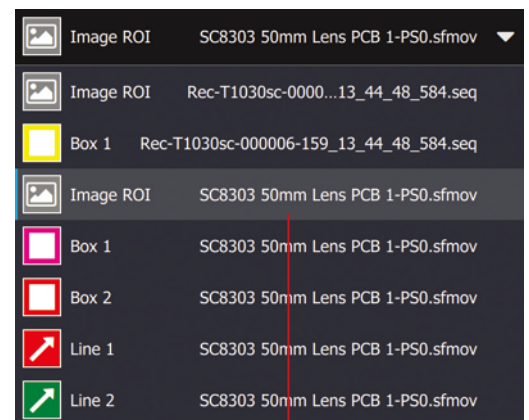 Image ROI SC8303 50mm Lens PCB 1-PS0.sfmov
Image ROI Rec-T1030sc-0000...13_44_48_584.seq
Box 1 Rec-T1030sc-000006-159_13_44_48_584.seq
Image ROI SC8303 50mm Lens PCB 1-PS0.sfmov
Box 1 SC8303 50mm Lens PCB 1-PS0.sfmov
Box 2 SC8303 50mm Lens PCB 1-PS0.sfmov
Line 1 SC8303 50mm Lens PCB 1-PS0.sfmov
Line 2 SC8303 50mm Lens PCB 1-PS0.sfmov